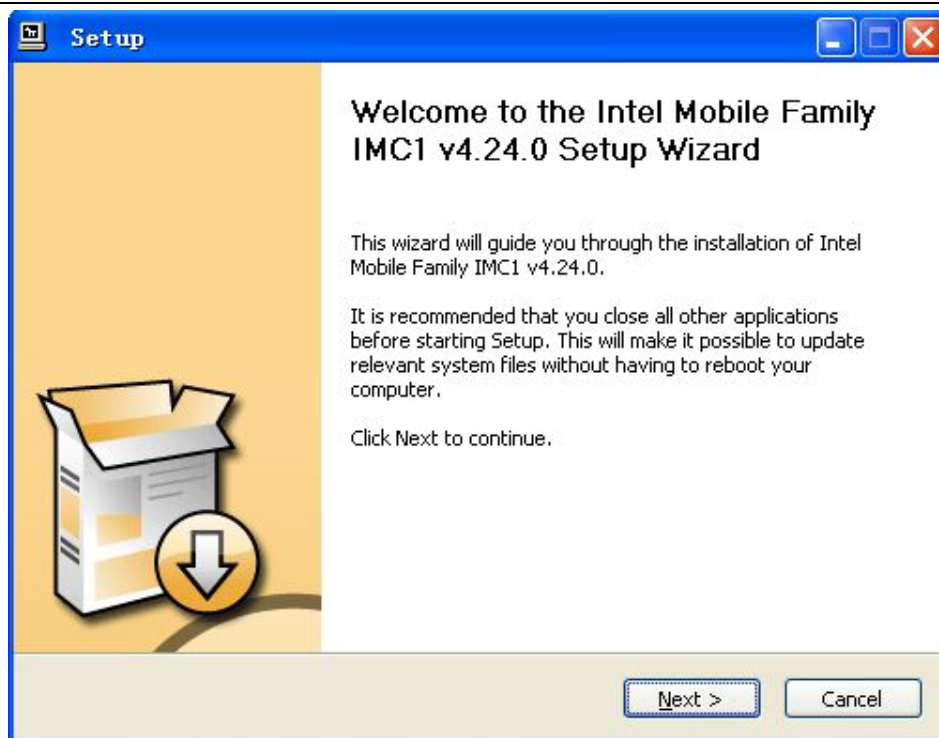 Setup
Welcome to the Intel Mobile Family
IMC1 v4.24.0 Setup Wizard
This wizard will guide you through the installation of Intel
Mobile Family IMC1 v4.24.0.
It is recommended that you close all other applications
before starting Setup. This will make it possible to update
relevant system files without having to reboot your
computer.
Click Next to continue.
Next >
Cancel